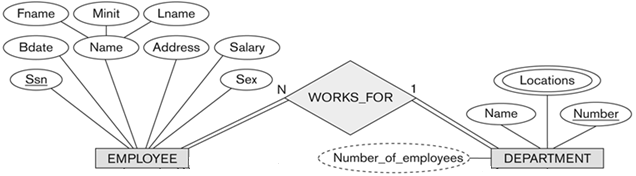 Fname
Minit
Lname
Bdate
Name
Address
Salary
Ssn
Sex
N
WORKS_FOR
1
Locations
Name
Number
EMPLOYEE
Number_of_employees
DEPARTMENT